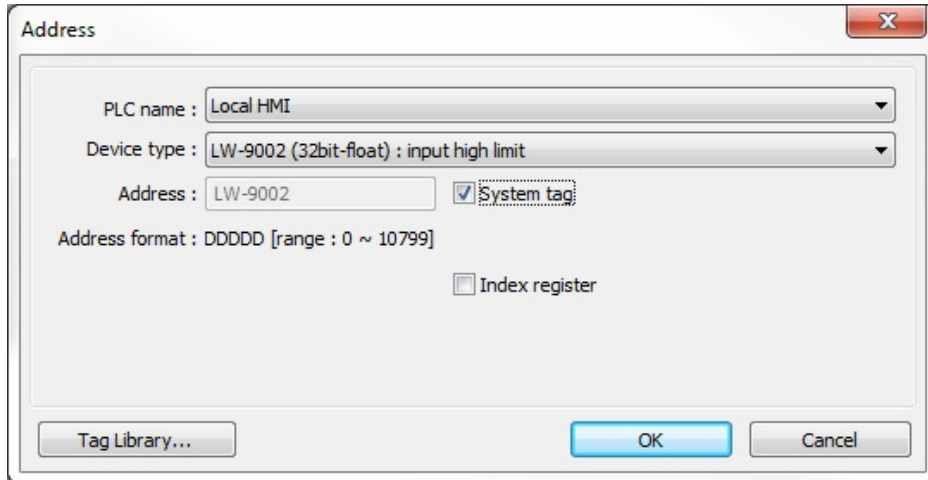 Address
PLC name : Local HMI
Device type : LW-9002 (32bit-float) : input high limit
Address : LW-9002 System tag
Address format : DDDDD [range : 0 ~ 10799]
Index register
Tag Library... OK Cancel